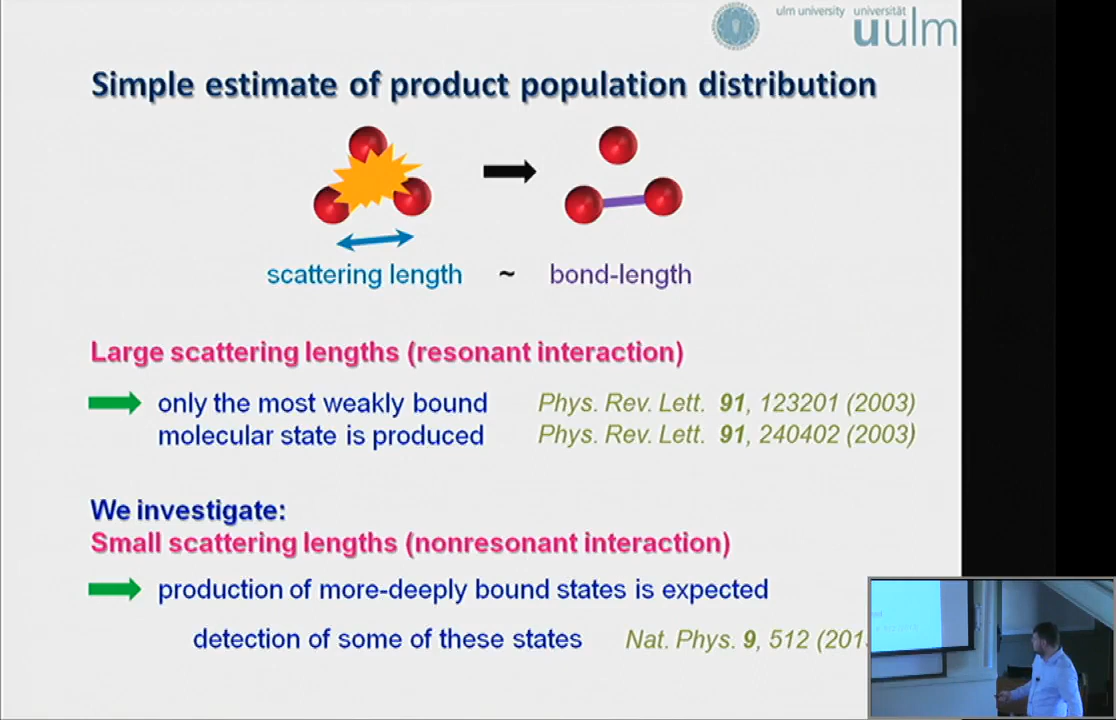 ulm university universität
uulm
Simple estimate of product population distribution
scattering length ~ bond-length
Large scattering lengths (resonant interaction)
only the most weakly bound Phys. Rev. Lett. 91, 123201 (2003)
molecular state is produced Phys. Rev. Lett. 91, 240402 (2003)
We investigate:
Small scattering lengths (nonresonant interaction)
production of more-deeply bound states is expected
detection of some of these states Nat. Phys. 9, 512 (201